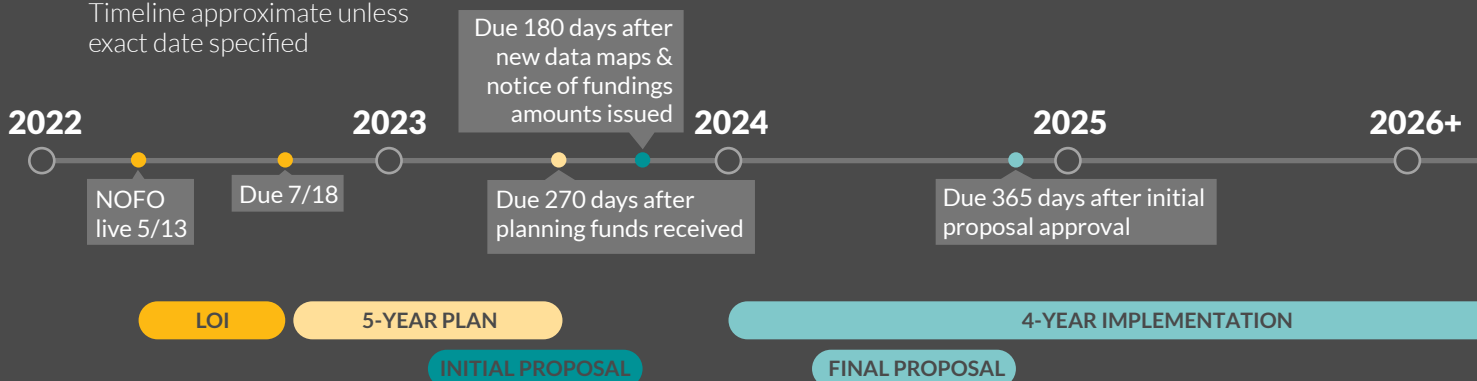 Timeline approximate unless
exact date specified
Due 180 days after
new data maps &
notice of fundings
amounts issued
2022
2023
2024
2025
2026+
NOFO
live 5/13
Due 7/18
Due 270 days after
planning funds received
Due 365 days after initial
proposal approval
LOI
5-YEAR PLAN
4-YEAR IMPLEMENTATION
INITIAL PROPOSAL
FINAL PROPOSAL